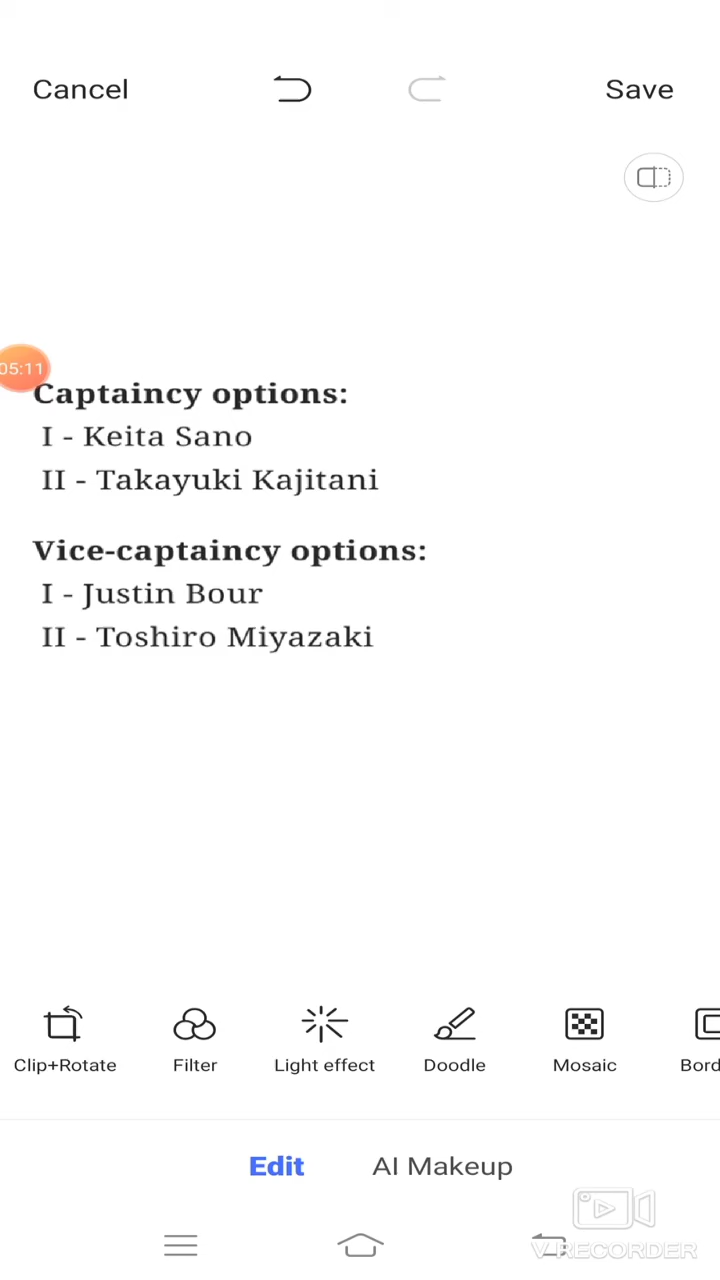 Cancel
Save
05:11
Captaincy options:
I - Keita Sano
II - Takayuki Kajitani
Vice-captaincy options:
I - Justin Bour
II - Toshiro Miyazaki
Clip+Rotate Filter Light effect Doodle Mosaic Bord
Edit AI Makeup
V RECORDER